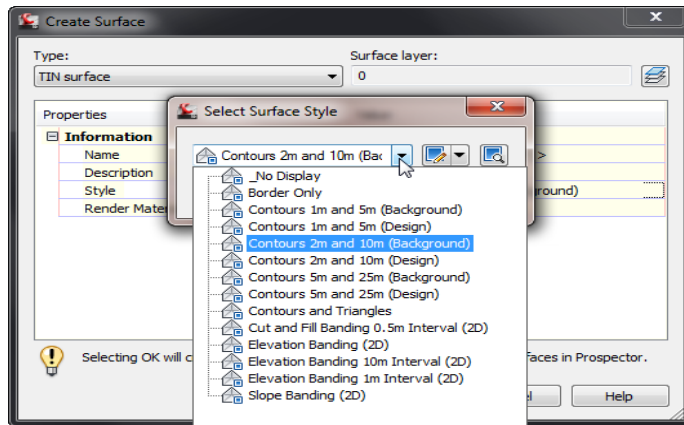 Create Surface
Type:
Surface layer:
TIN surface
0
Properties
Select Surface Style
Information
Name
Contours 2m and 10m (Bac
>
Description
Style
round)
Render Mate
_No Display
Border Only
Contours 1m and 5m (Background)
Contours 1m and 5m (Design)
Contours 2m and 10m (Background)
Contours 2m and 10m (Design)
Contours 5m and 25m (Background)
Contours 5m and 25m (Design)
Contours and Triangles
Cut and Fill Banding 0.5m Interval (2D)
Elevation Banding (2D)
Elevation Banding 10m Interval (2D)
Elevation Banding 1m Interval (2D)
Slope Banding (2D)
Selecting OK will c
faces in Prospector.
Help